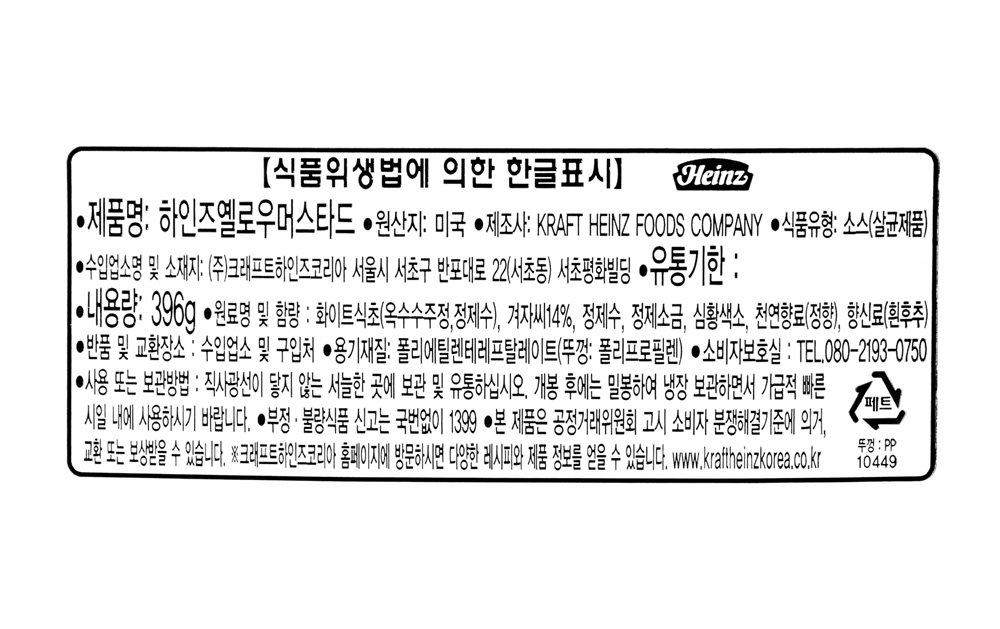 【식품위생법에 의한 한글표시】 Heinz
•제품명: 하인즈옐로우머스타드 •원산지: 미국 •제조사: KRAFT HEINZ FOODS COMPANY •식품유형: 소스(살균제품)
•수입업소명 및 소재지: (주)크래프트하인즈코리아 서울시 서초구 반포대로 22(서초동) 서초평화빌딩 •유통기한 :
•내용량: 396g •원료명 및 함량 : 화이트식초(옥수수주정,정제수), 겨자씨14%, 정제수, 정제소금, 심황색소, 천연향료(정향), 향신료(흰후추)
•반품 및 교환장소 : 수입업소 및 구입처 •용기재질: 폴리에틸렌테레프탈레이트(뚜껑: 폴리프로필렌) •소비자보호실 : TEL.080-2193-0750
•사용 또는 보관방법 : 직사광선이 닿지 않는 서늘한 곳에 보관 및 유통하십시오. 개봉 후에는 밀봉하여 냉장 보관하면서 가급적 빠른
시일 내에 사용하시기 바랍니다. •부정·불량식품 신고는 국번없이 1399 •본 제품은 공정거래위원회 고시 소비자 분쟁해결기준에 의거,
교환 또는 보상받을 수 있습니다. ※크래프트하인즈코리아 홈페이지에 방문하시면 다양한 레시피와 제품 정보를 얻을 수 있습니다. www.kraftheinzkorea.co.kr
페트
뚜껑 : PP
10449